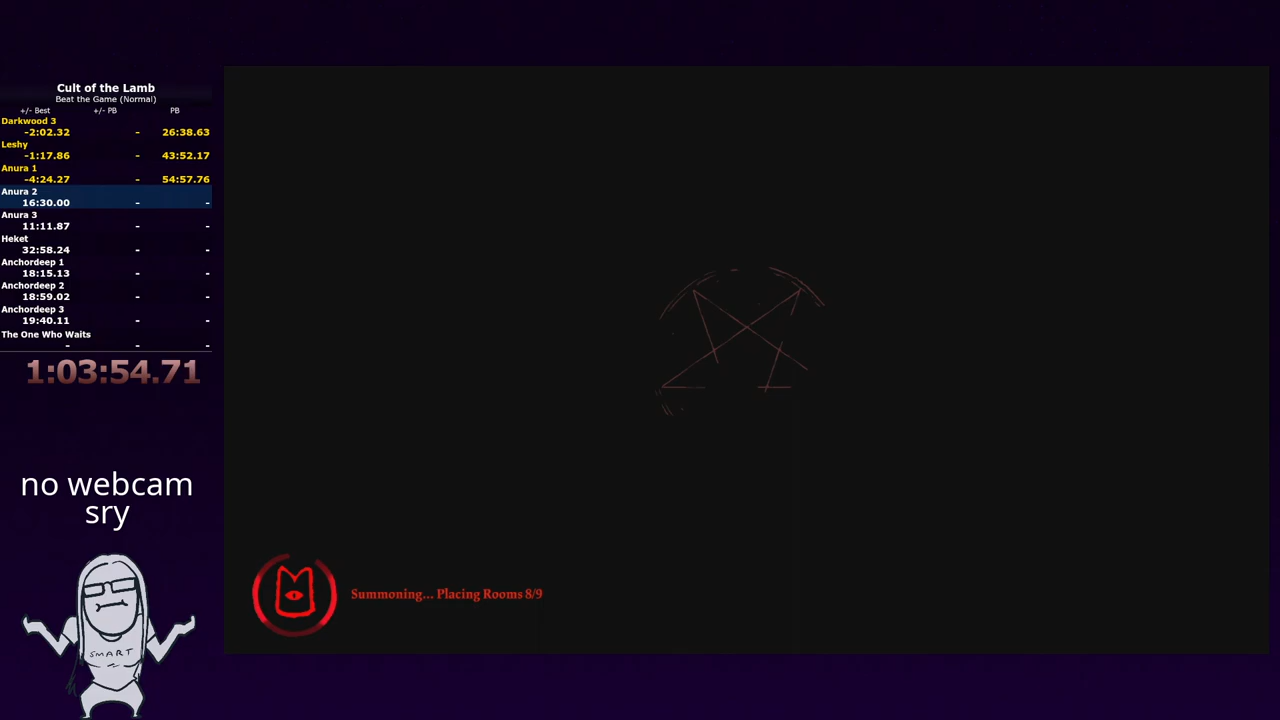 Cult of the Lamb
Beat the Game (Normal)
+/- Best +/- PB PB
Darkwood 3
-2:02.32 - 26:38.63
Leshy
-1:17.86 - 43:52.17
Anura 1
-4:24.27 - 54:57.76
Anura 2
16:30.00 - -
Anura 3
11:11.87 - -
Heket
32:58.24 - -
Anchordeep 1
18:15.13 - -
Anchordeep 2
18:59.02 - -
Anchordeep 3
19:40.11 - -
The One Who Waits
- - -
1:03:54.71
no webcam
sry
SMART
Summoning... Placing Rooms 8/9